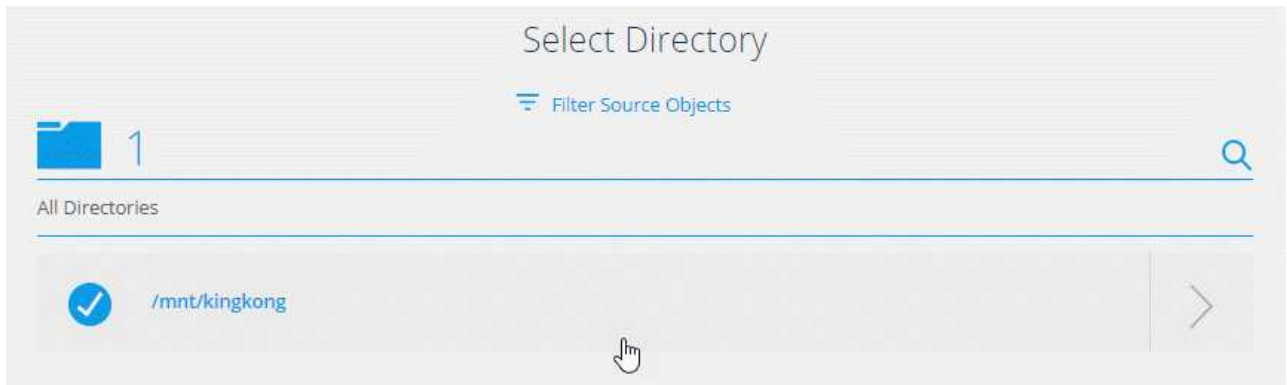 Select Directory
Filter Source Objects
1
All Directories
/mnt/kingkong